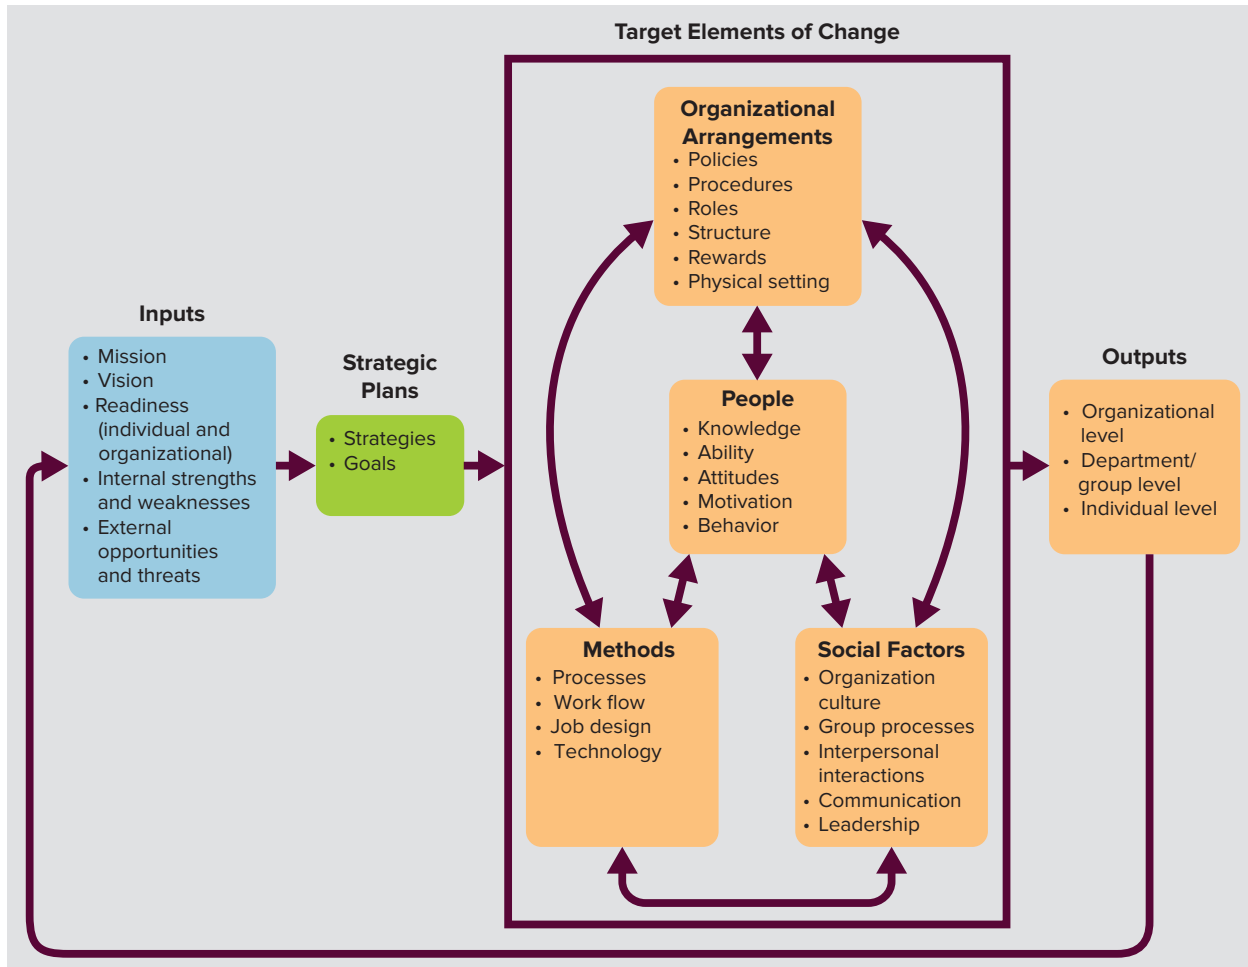 Target Elements of Change
Organizational
Arrangements
• Policies
• Procedures
• Roles
• Structure
• Rewards
• Physical setting
Inputs
• Mission
• Vision
• Readiness
(individual and
organizational)
• Internal strengths
and weaknesses
• External
opportunities
and threats
Strategic
Plans
• Strategies
• Goals
People
• Knowledge
• Ability
• Attitudes
• Motivation
• Behavior
Methods
• Processes
• Work flow
• Job design
• Technology
Social Factors
• Organization
culture
• Group processes
• Interpersonal
interactions
• Communication
• Leadership
Outputs
• Organizational
level
• Department/
group level
• Individual level